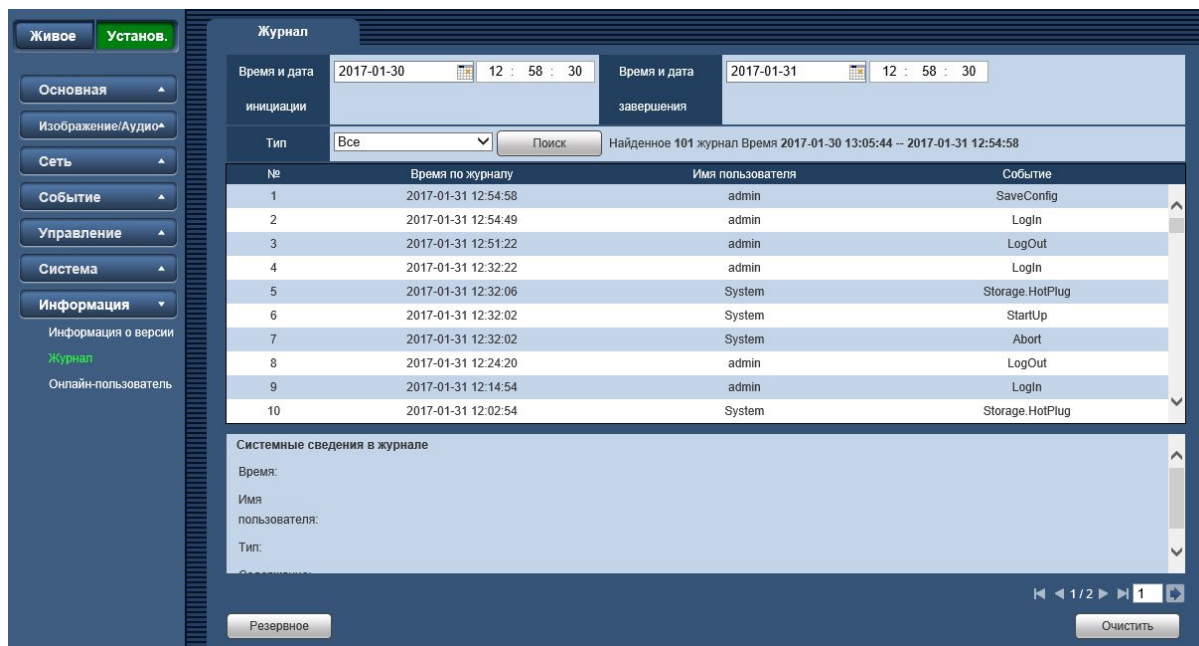 Живое Установ.
Основная
Изображение/Аудио
Сеть
Событие
Управление
Система
Информация
Информация о версии
Журнал
Онлайн-пользователь
Журнал
Время и дата инициации 2017-01-30 12 : 58 : 30 Время и дата завершения 2017-01-31 12 : 58 : 30
Тип Все Поиск Найденное 101 журнал Время 2017-01-30 13:05:44 -- 2017-01-31 12:54:58
№ Время по журналу Имя пользователя Событие
1 2017-01-31 12:54:58 admin SaveConfig
2 2017-01-31 12:54:49 admin LogIn
3 2017-01-31 12:51:22 admin LogOut
4 2017-01-31 12:32:22 admin LogIn
5 2017-01-31 12:32:06 System Storage.HotPlug
6 2017-01-31 12:32:02 System StartUp
7 2017-01-31 12:32:02 System Abort
8 2017-01-31 12:24:20 admin LogOut
9 2017-01-31 12:14:54 admin LogIn
10 2017-01-31 12:02:54 System Storage.HotPlug
Системные сведения в журнале
Время:
Имя
пользователя:
Тип:
1 / 2 1
Резервное Очистить